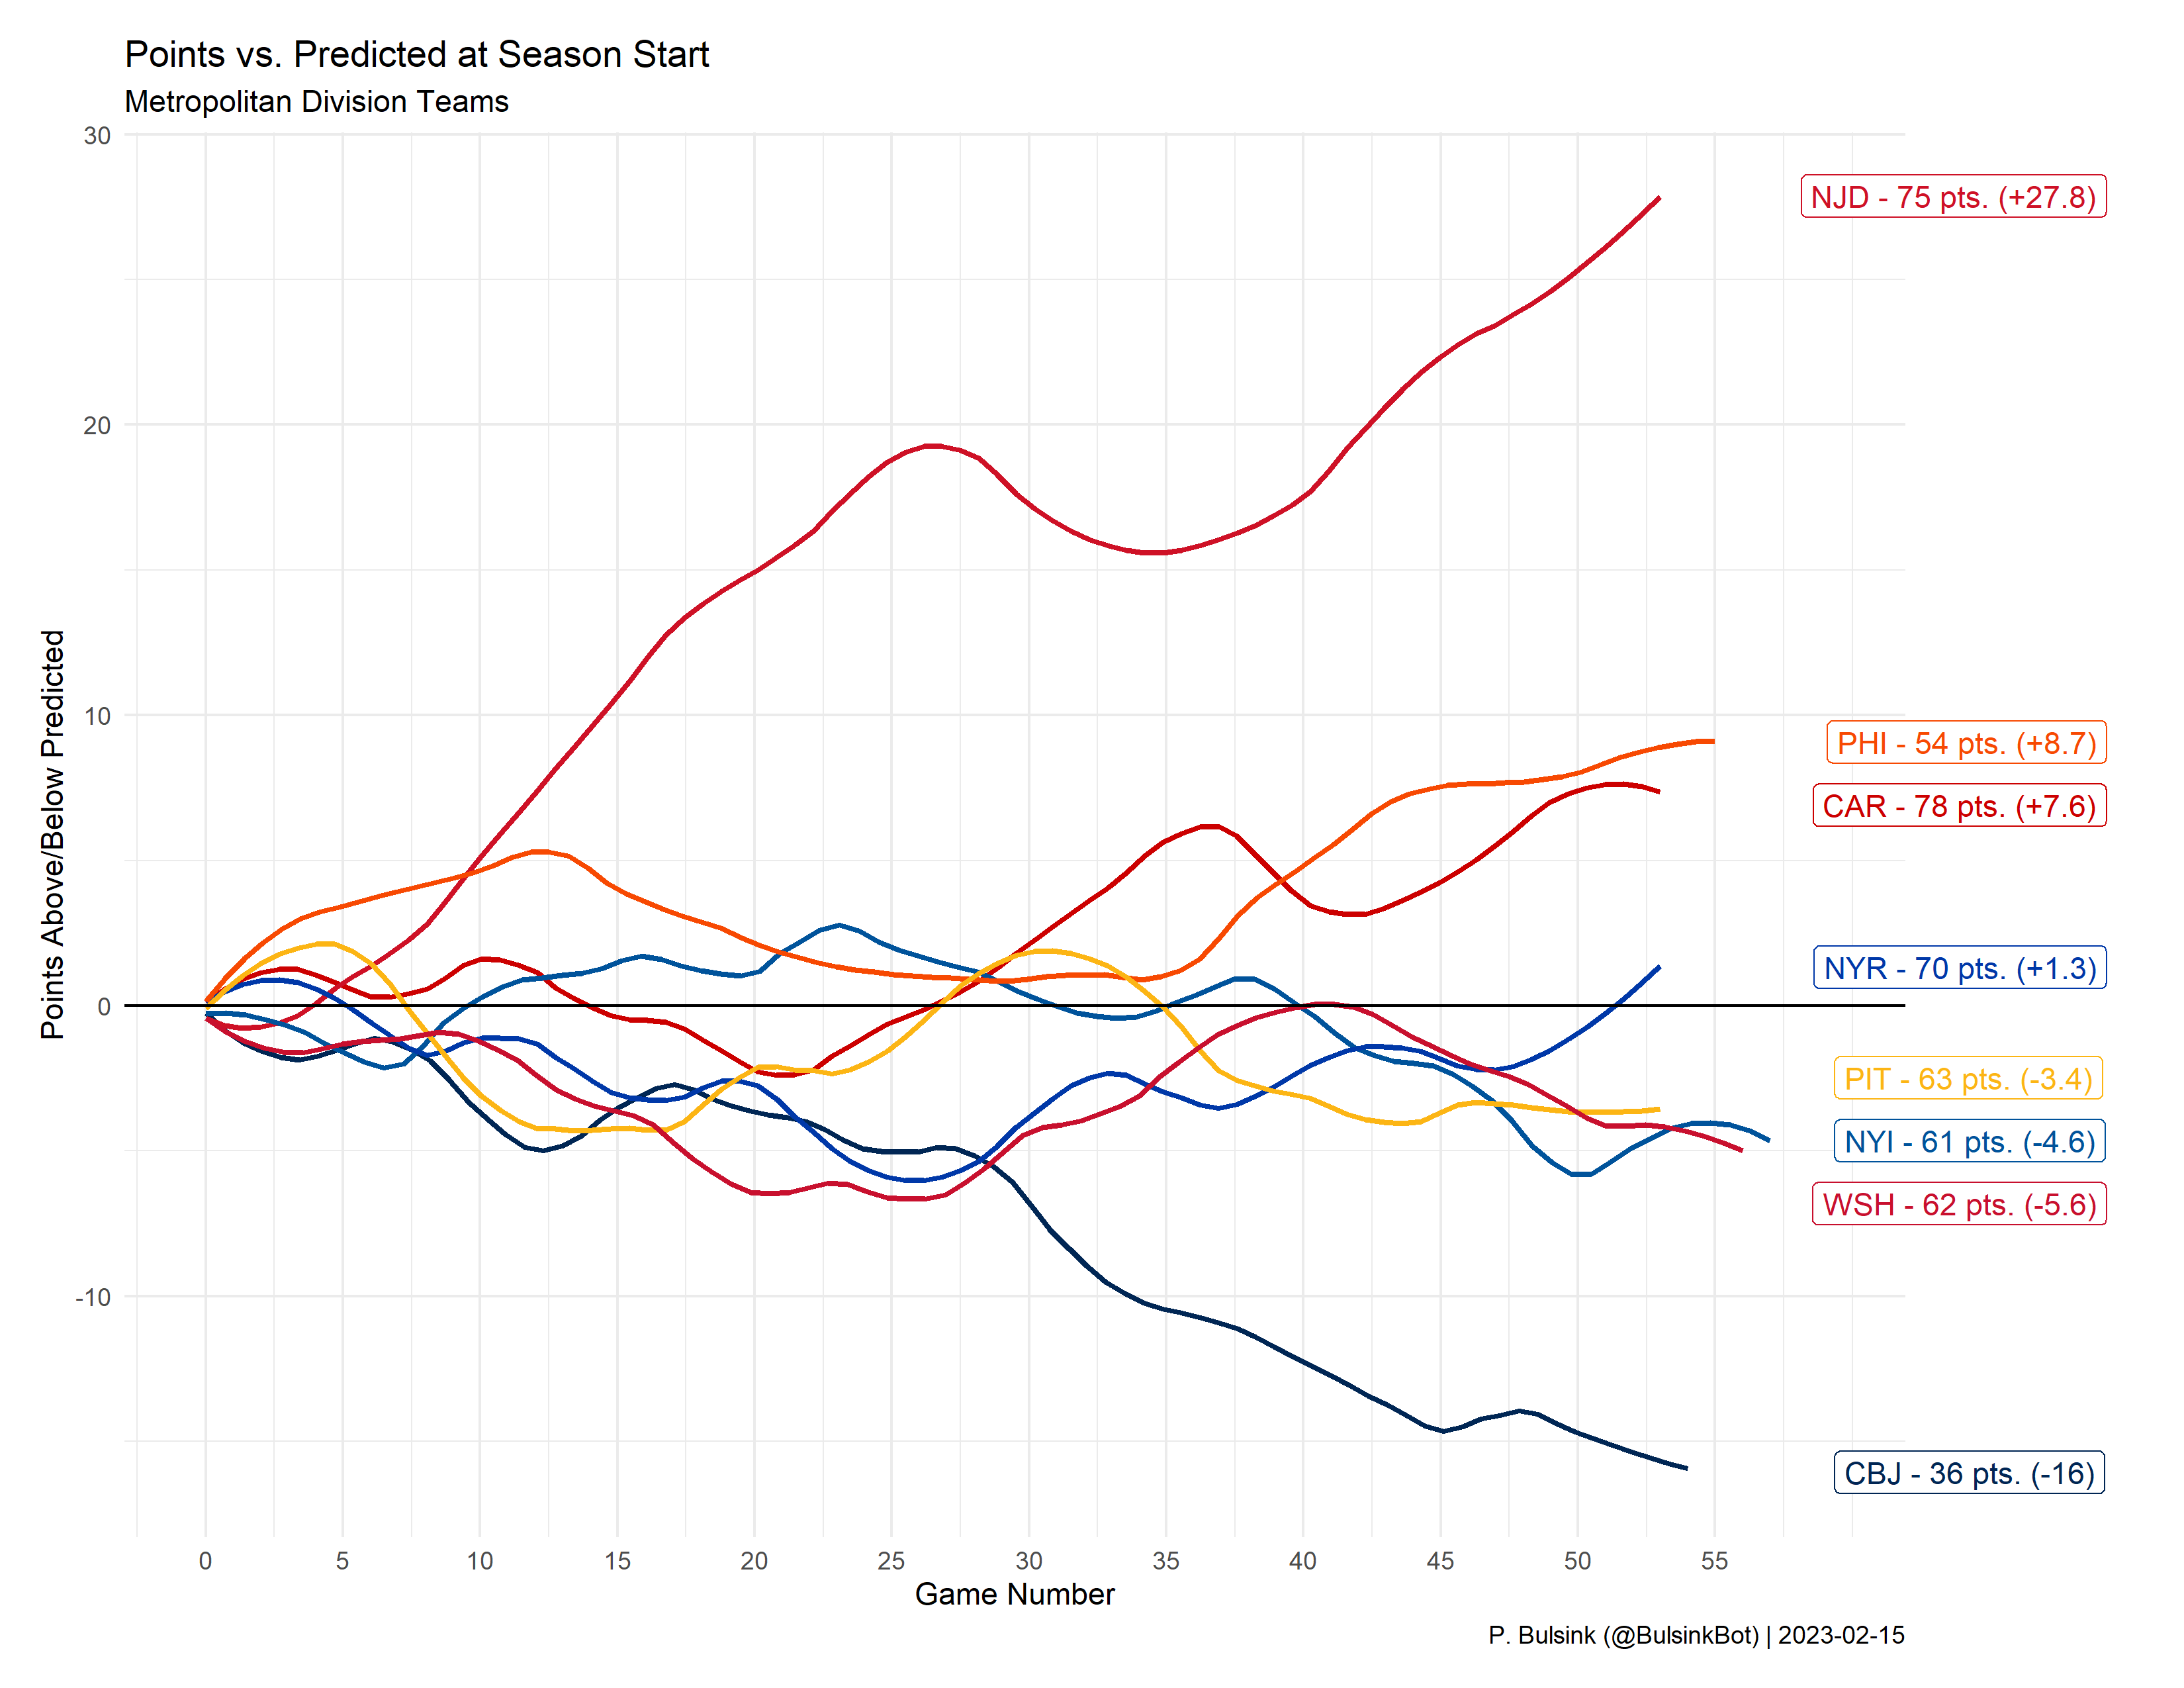 Points vs. Predicted at Season Start
Metropolitan Division Teams
Points Above/Below Predicted
30
20
10
0
-10
NJD - 75 pts. (+27.8)
PHI - 54 pts. (+8.7)
CAR - 78 pts. (+7.6)
NYR - 70 pts. (+1.3)
PIT - 63 pts. (-3.4)
NYI - 61 pts. (-4.6)
WSH - 62 pts. (-5.6)
CBJ - 36 pts. (-16)
0 5 10 15 20 25 30 35 40 45 50 55
Game Number
P. Bulsink (@BulsinkBot) | 2023-02-15